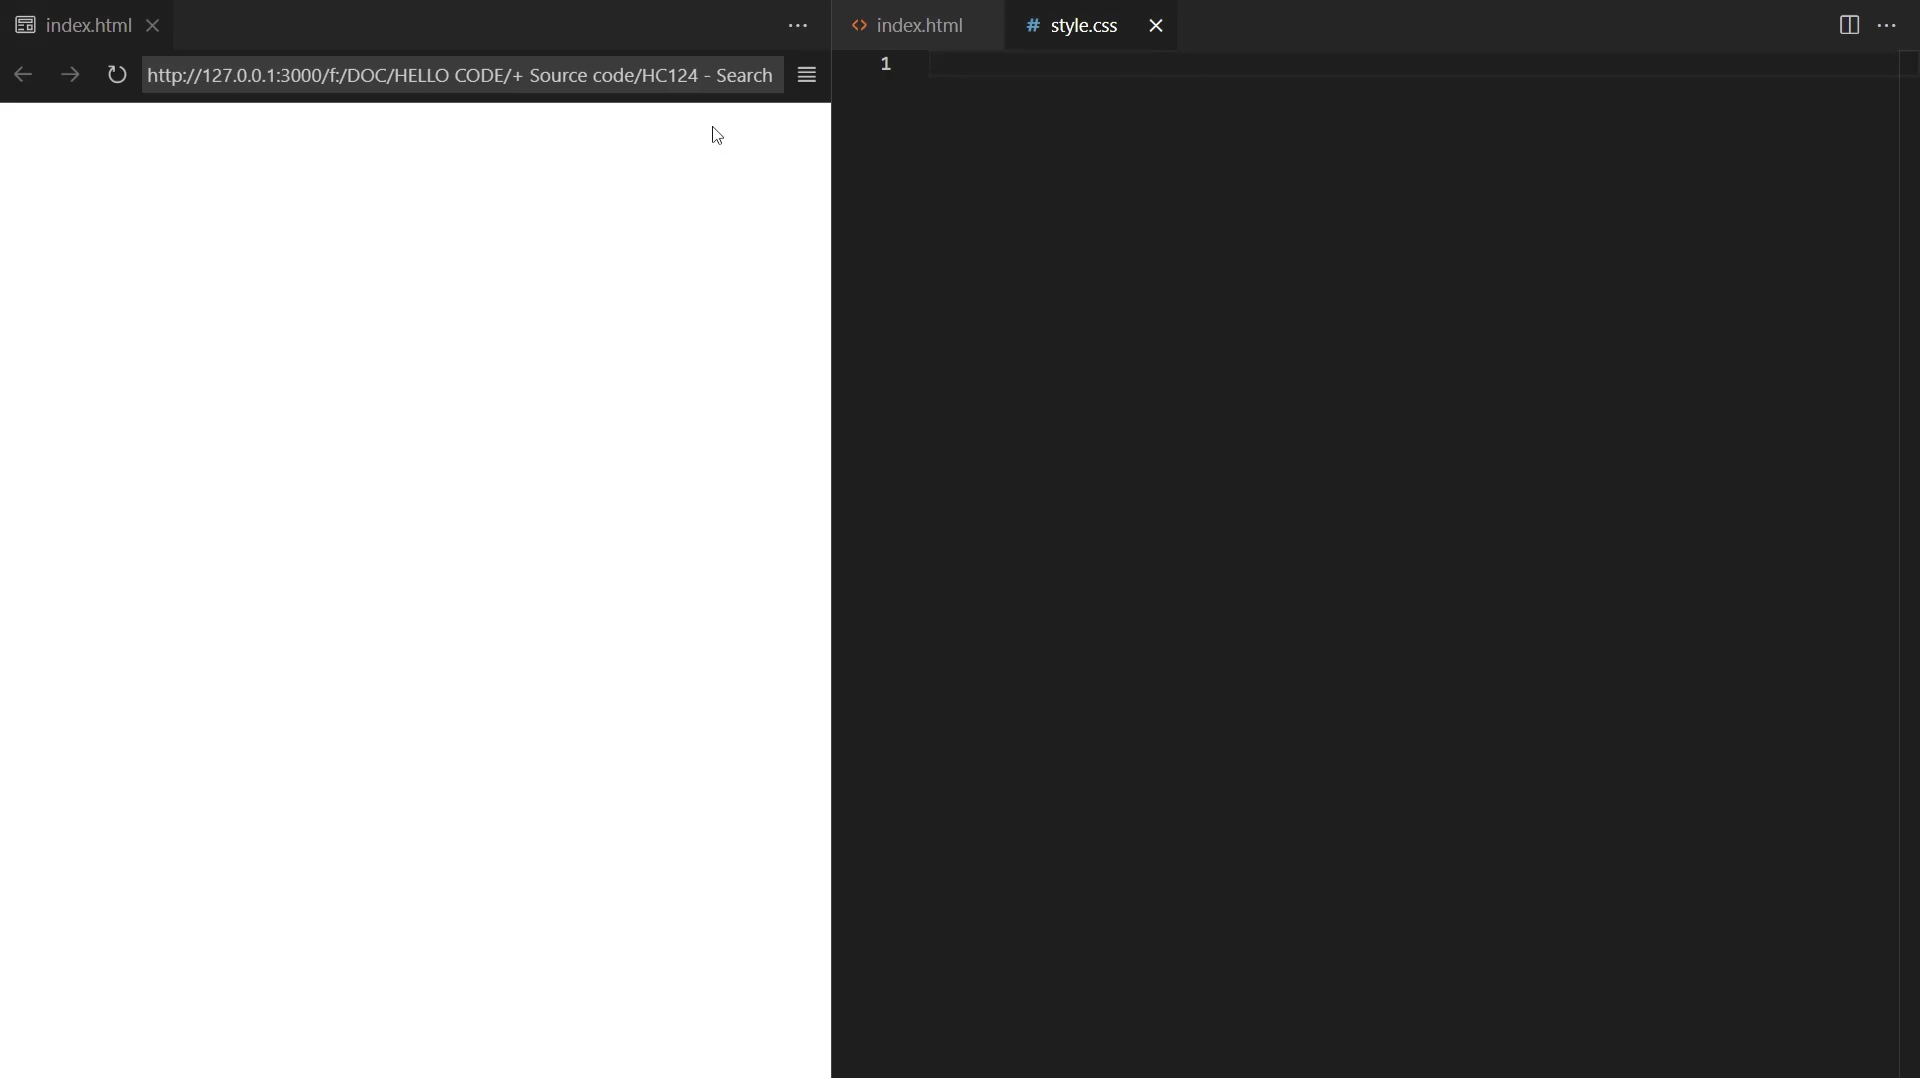 index.html
index.html
style.css
http://127.0.0.1:3000/f:/DOC/HELLO CODE/+ Source code/HC124 - Search
1